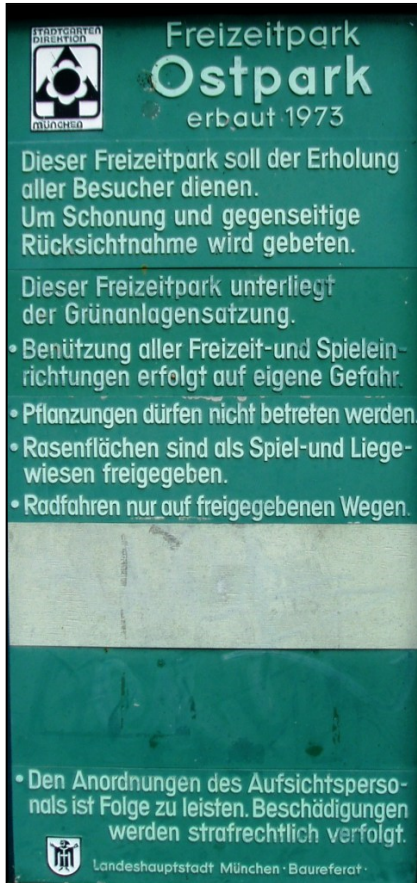 STADTGARTEN
DIREKTION
MÜNCHEN
Freizeitpark
Ostpark
erbaut 1973
Dieser Freizeitpark soll der Erholung
aller Besucher dienen.
Um Schonung und gegenseitige
Rücksichtnahme wird gebeten.
Dieser Freizeitpark unterliegt
der Grünanlagensatzung.
• Benützung aller Freizeit-und Spielein-
richtungen erfolgt auf eigene Gefahr.
• Pflanzungen dürfen nicht betreten werden.
• Rasenflächen sind als Spiel-und Liege-
wiesen freigegeben.
• Radfahren nur auf freigegebenen Wegen.
• Den Anordnungen des Aufsichtsperso-
nals ist Folge zu leisten. Beschädigungen
werden strafrechtlich verfolgt.
Landeshauptstadt München · Baureferat ·